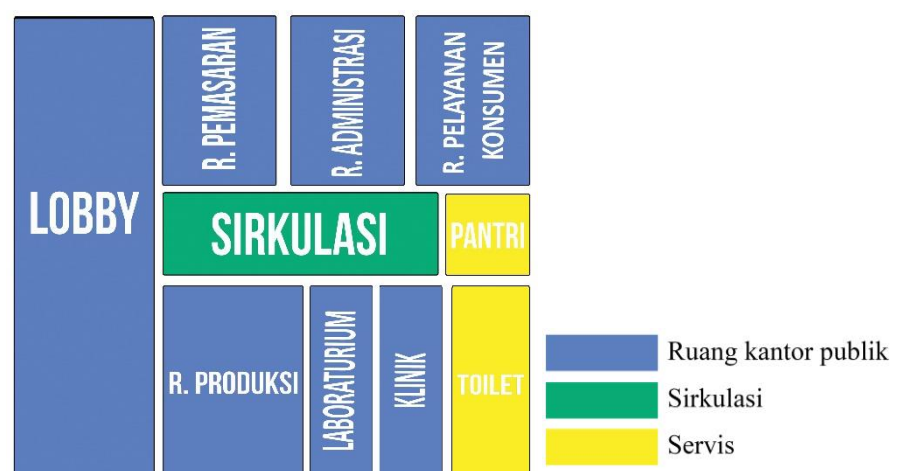 LOBBY
R. PEMASARAN
R. ADMINISTRASI
R. PELAYANAN
KONSUMEN
SIRKULASI
PANTRI
R. PRODUKSI
LABORATURIUM
KLINIK
TOILET
Ruang kantor publik
Sirkulasi
Servis